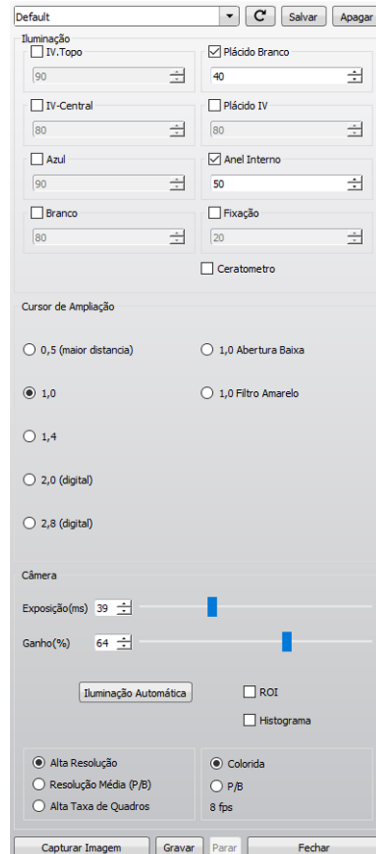 Default Salvar Apagar
Iluminação
IV.Topo Plácido Branco
90 40
IV-Central Plácido IV
80 80
Azul Anel Interno
90 50
Branco Fixação
80 20
Ceratometro
Cursor de Ampliação
0,5 (maior distancia) 1,0 Abertura Baixa
1,0 1,0 Filtro Amarelo
1,4
2,0 (digital)
2,8 (digital)
Câmera
Exposição(ms) 39
Ganho(%) 64
Iluminação Automática ROI
Histograma
Alta Resolução Colorida
Resolução Média (P/B) P/B
Alta Taxa de Quadros 8 fps
Capturar Imagem Gravar Parar Fechar